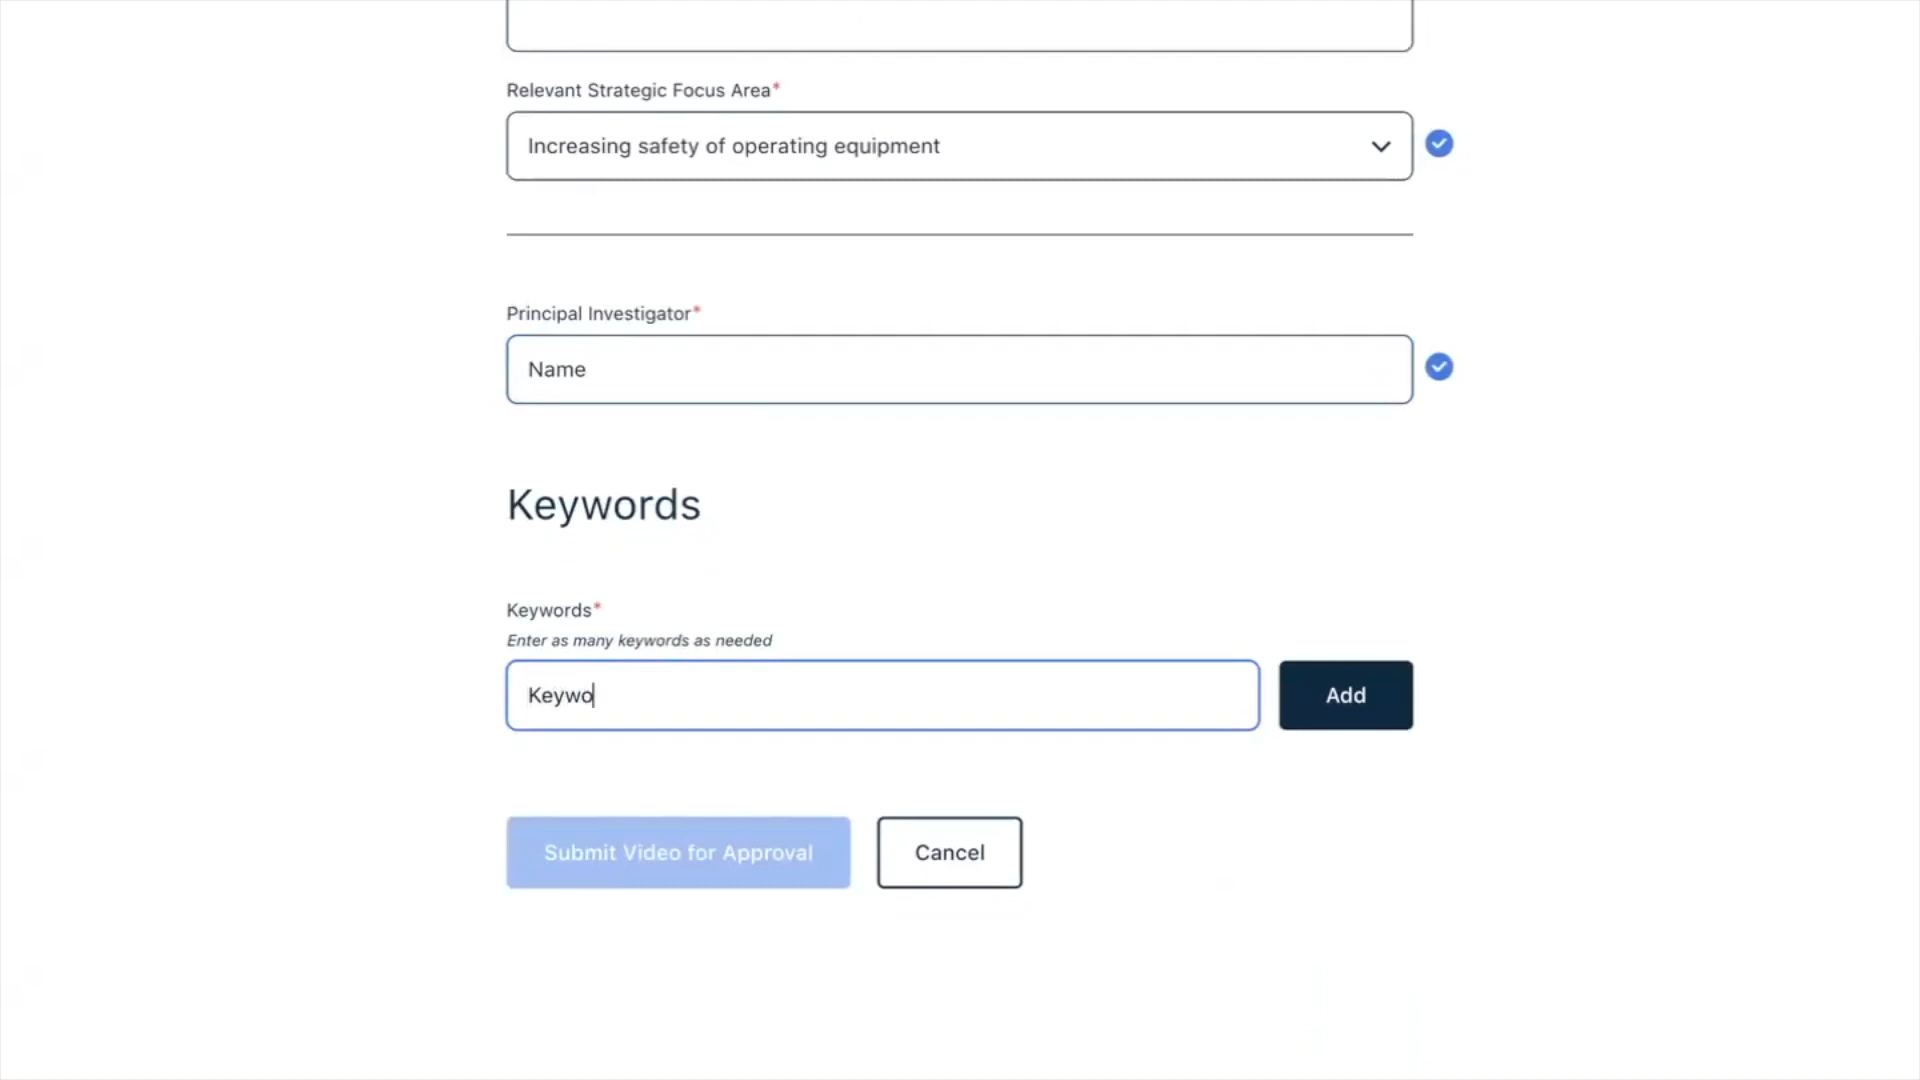 Relevant Strategic Focus Area*
Increasing safety of operating equipment
Principal Investigator*
Name
Keywords
Keywords*
Enter as many keywords as needed
Keywo
Add
Submit Video for Approval
Cancel